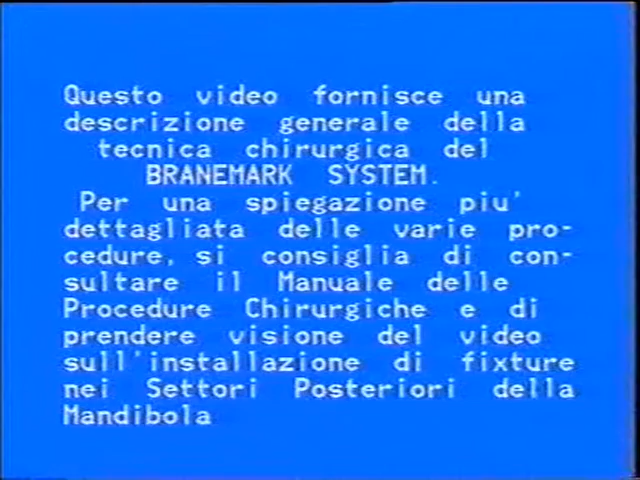 Questo video fornisce una
descrizione generale della
tecnica chirurgica del
BRANEMARK SYSTEM.
Per una spiegazione piu'
dettagliata delle varie pro-
cedure, si consiglia di con-
sultare il Manuale delle
Procedure Chirurgiche e di
prendere visione del video
sull'installazione di fixture
nei Settori Posteriori della
Mandibola